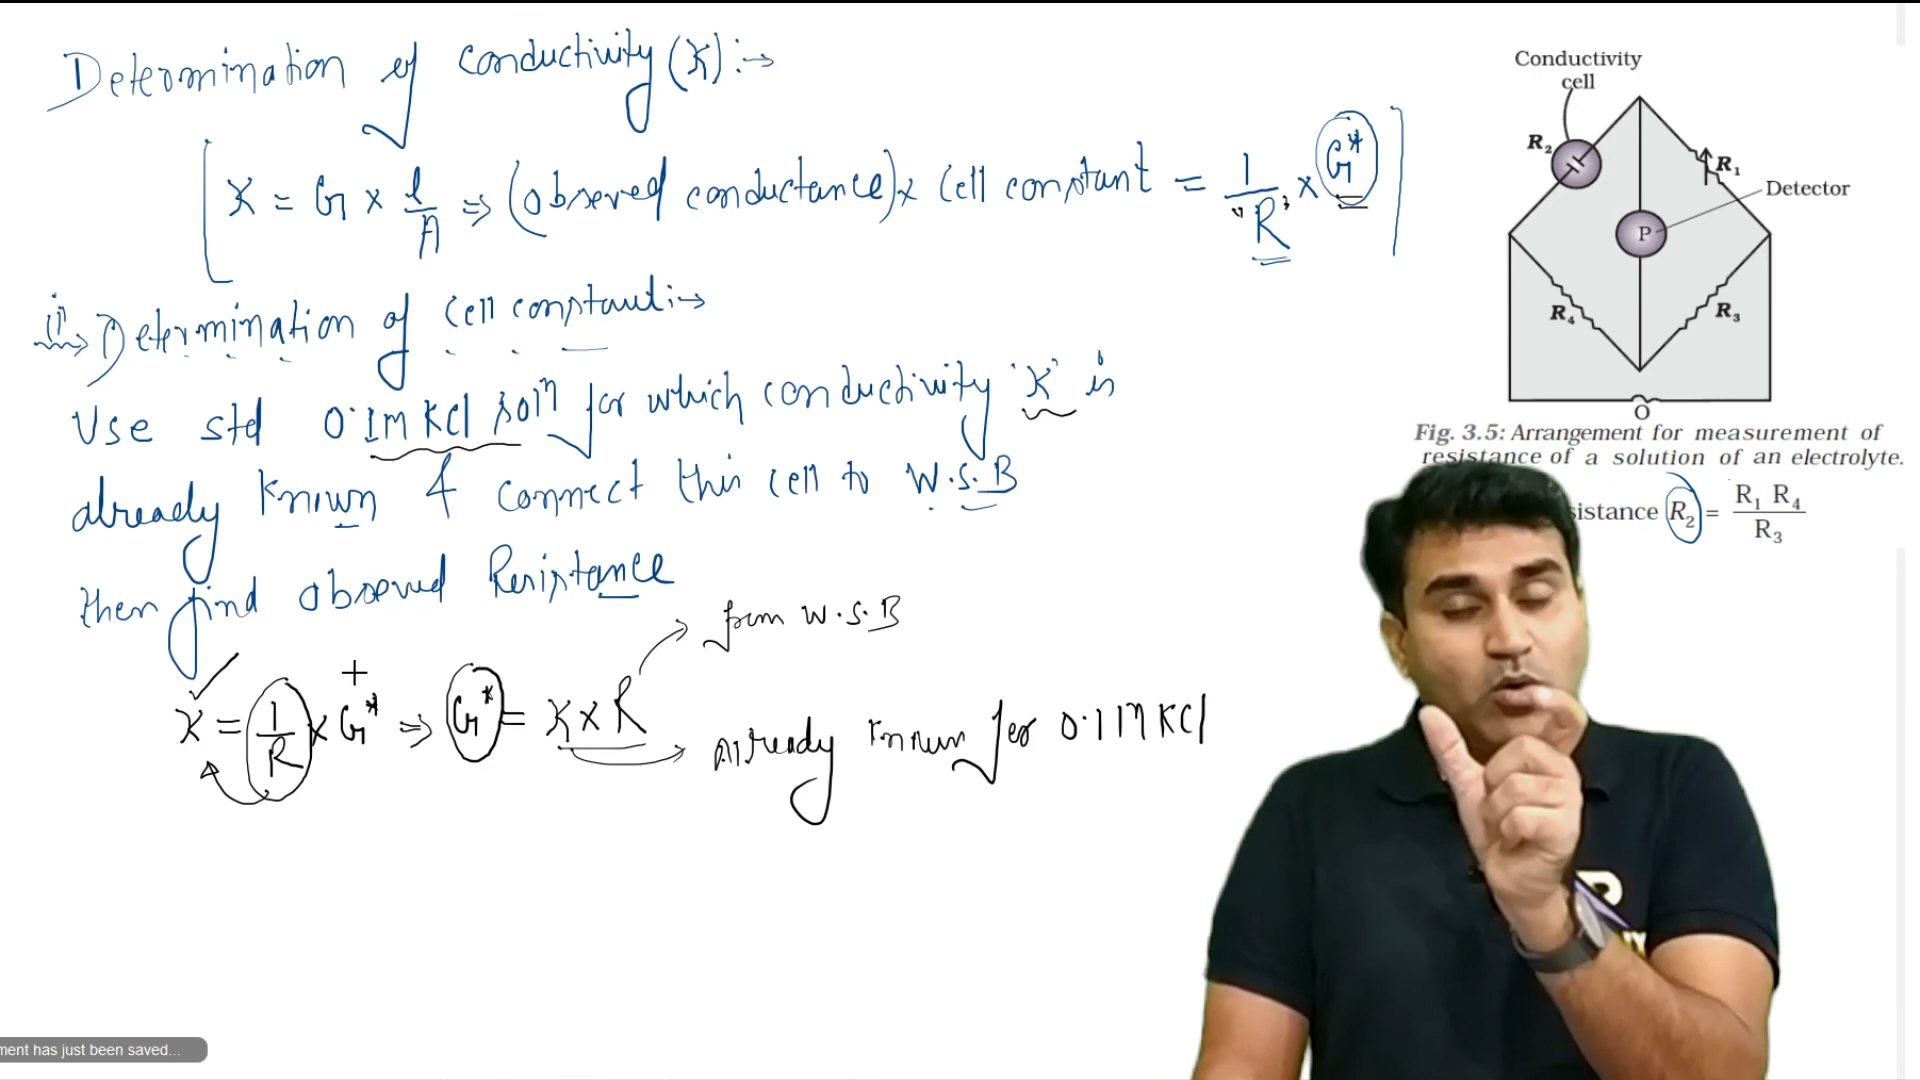 Determination of conductivity (K) :→
K = G × l/A ⇒ (observed conductance) × Cell constant = 1/R × G*
(i) ⇒ Determination of Cell constant :→
Use std 0.1M KCl soln for which conductivity 'K' is
already known & connect this cell to W.S.B
then find observed Resistance
from W.S.B
K = 1/R × G* ⇒ G* = K × R
Already known for 0.1M KCl
Conductivity
cell
R2
R1
Detector
P
R4
R3
O
Fig. 3.5: Arrangement for measurement of
resistance of a solution of an electrolyte.
sistance R2 = R1 R4 / R3
ment has just been saved...